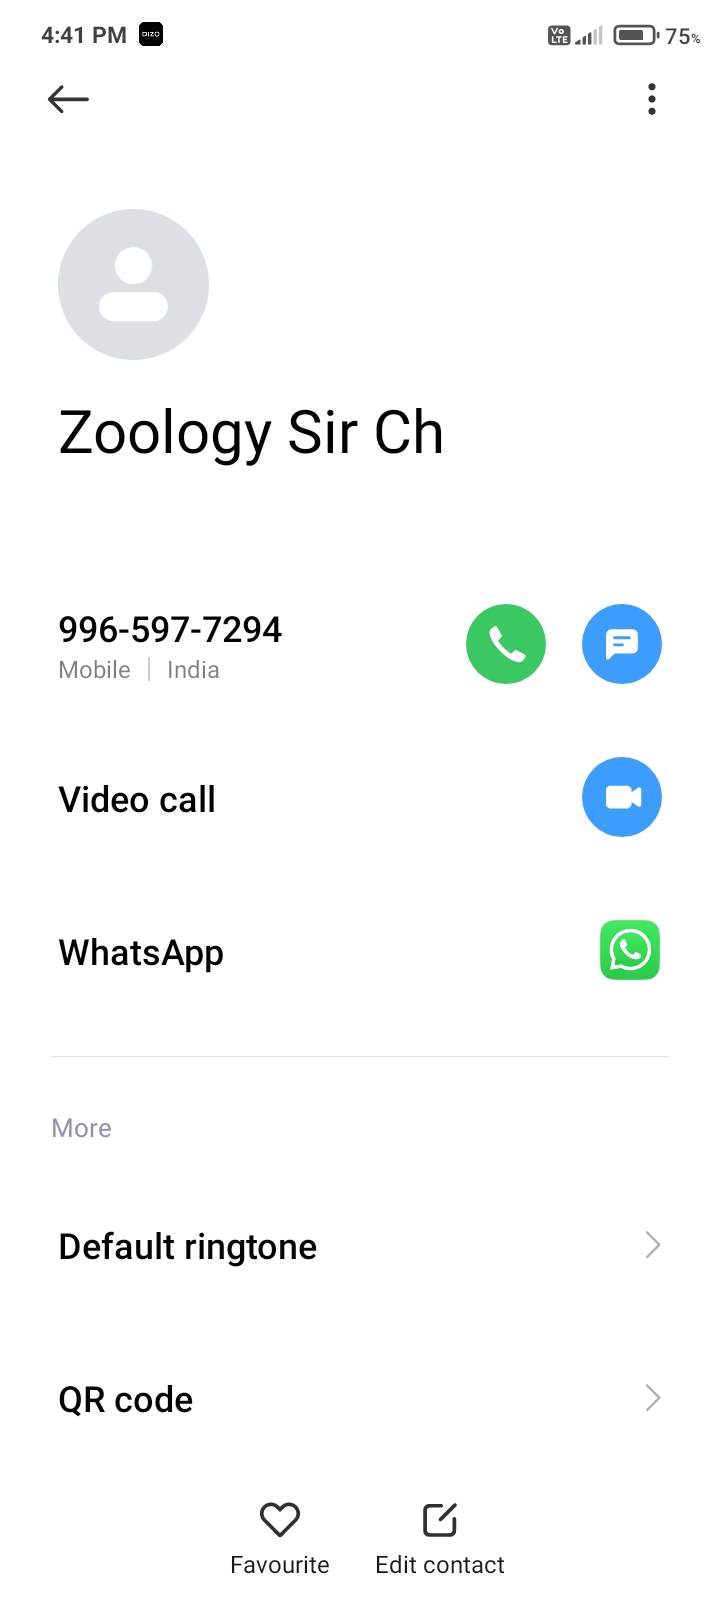 4:41 PM DIZO Vo LTE 75%
Zoology Sir Ch
996-597-7294
Mobile | India
Video call
WhatsApp
More
Default ringtone
QR code
Favourite Edit contact